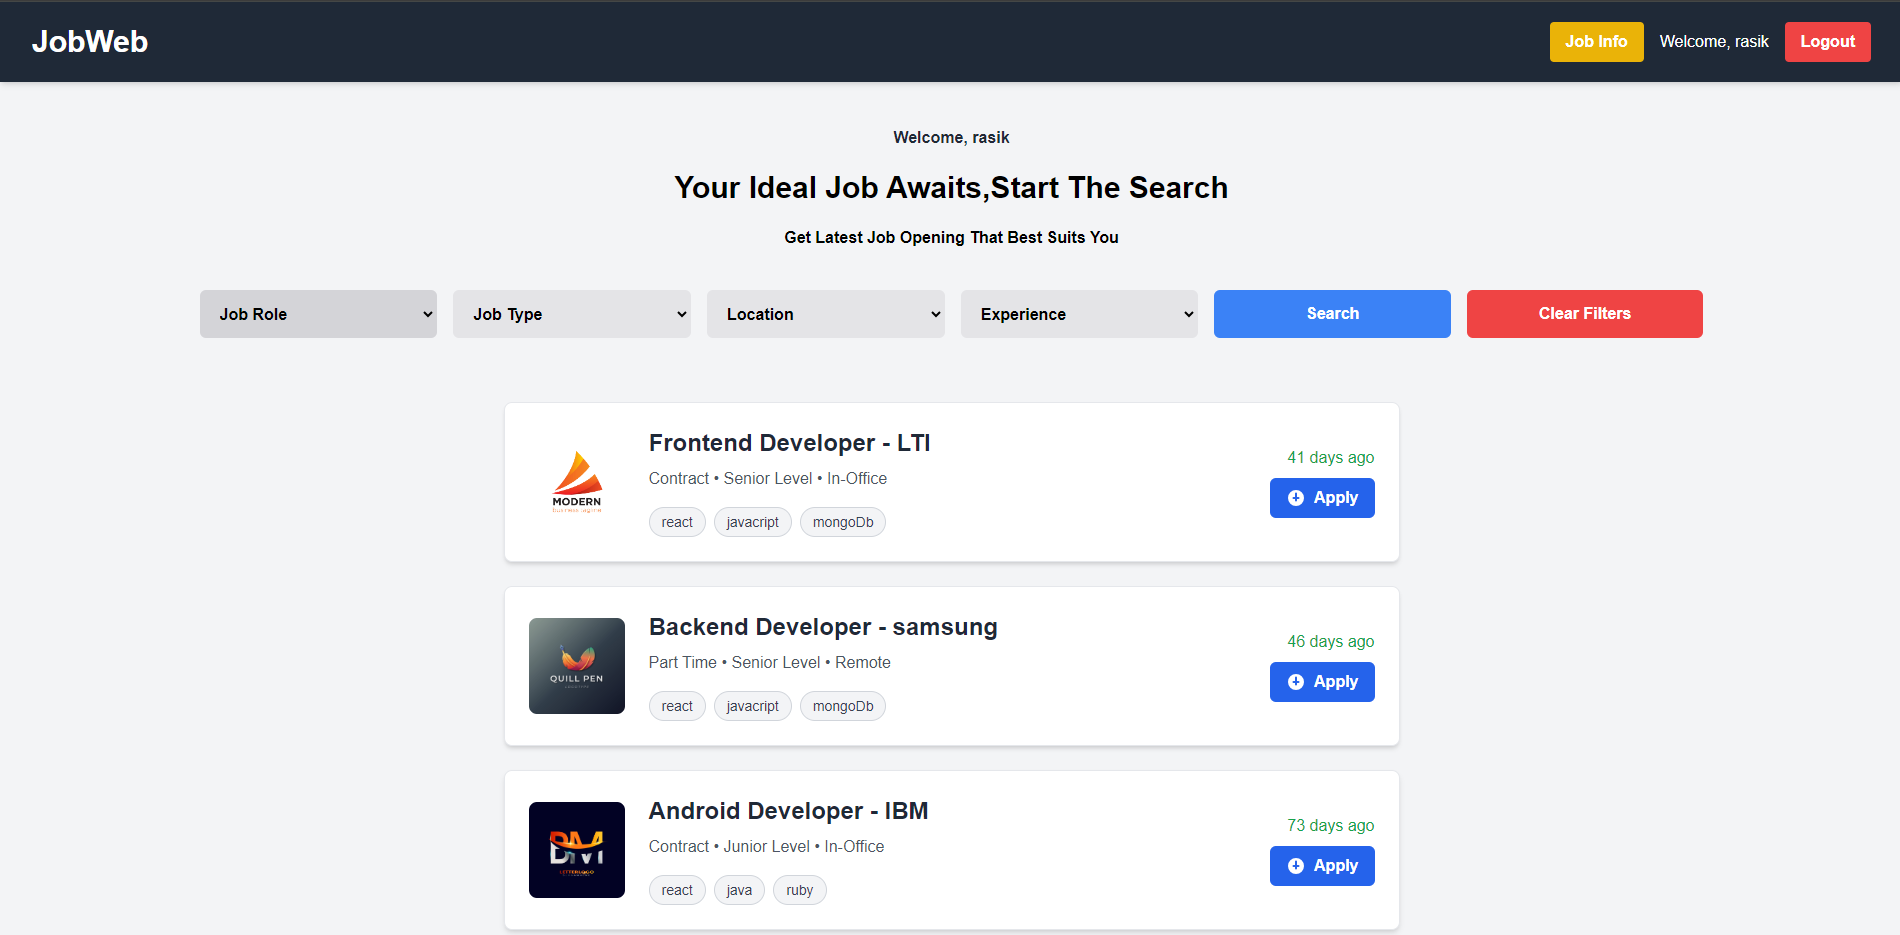 JobWeb
Job Info
Welcome, rasik
Logout
Welcome, rasik
Your Ideal Job Awaits,Start The Search
Get Latest Job Opening That Best Suits You
Job Role
Job Type
Location
Experience
Search
Clear Filters
Frontend Developer - LTI
Contract • Senior Level • In-Office
react
javacript
mongoDb
41 days ago
Apply
MODERN
Backend Developer - samsung
Part Time • Senior Level • Remote
react
javacript
mongoDb
46 days ago
Apply
QUILL PEN
Android Developer - IBM
Contract • Junior Level • In-Office
react
java
ruby
73 days ago
Apply
BM
LETTERLOGO